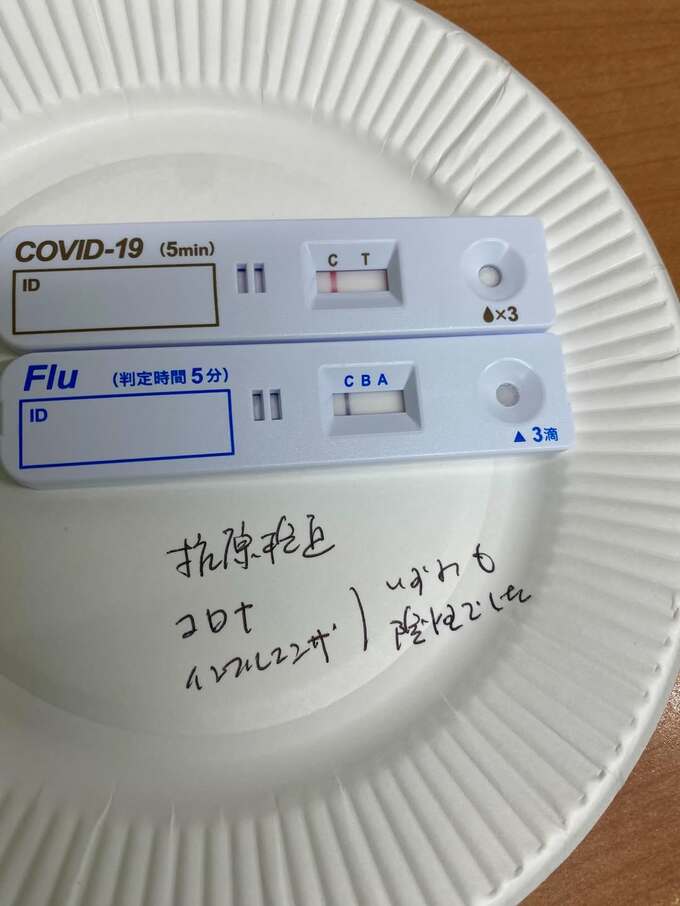 COVID-19 (5min)
ID
C T
×3
Flu (判定時間5分)
ID
C B A
▲ 3滴
抗原検査
コロナ
インフルエンザ
いずれも
陰性でした